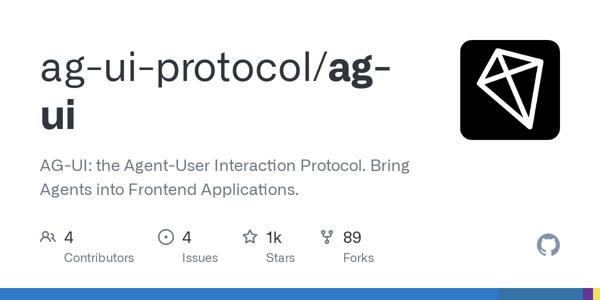 ag-ui-protocol/ag-
ui
AG-UI: the Agent-User Interaction Protocol. Bring
Agents into Frontend Applications.
4 4 1k 89
Contributors Issues Stars Forks